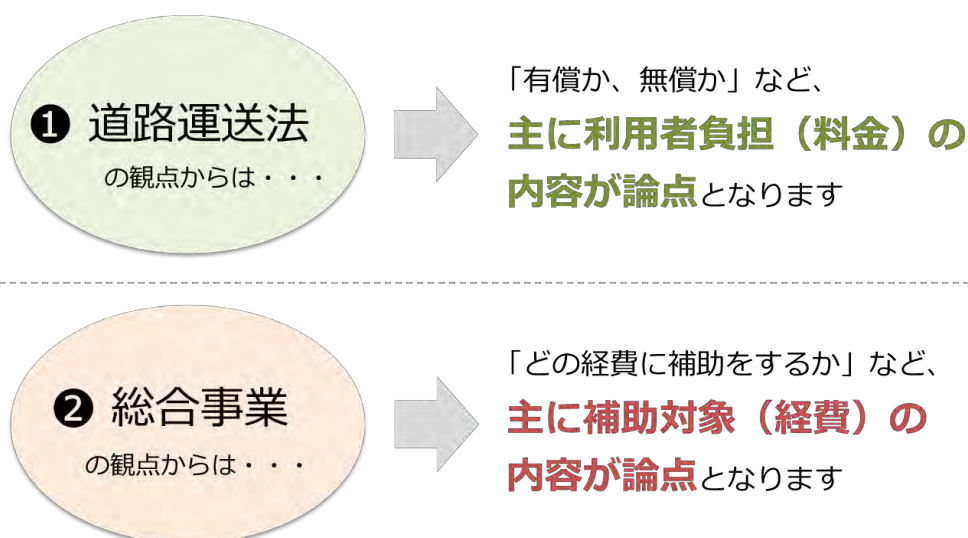 ❶ 道路運送法
の観点からは・・・
「有償か、無償か」など、
主に利用者負担（料金）の
内容が論点となります
❷ 総合事業
の観点からは・・・
「どの経費に補助をするか」など、
主に補助対象（経費）の
内容が論点となります